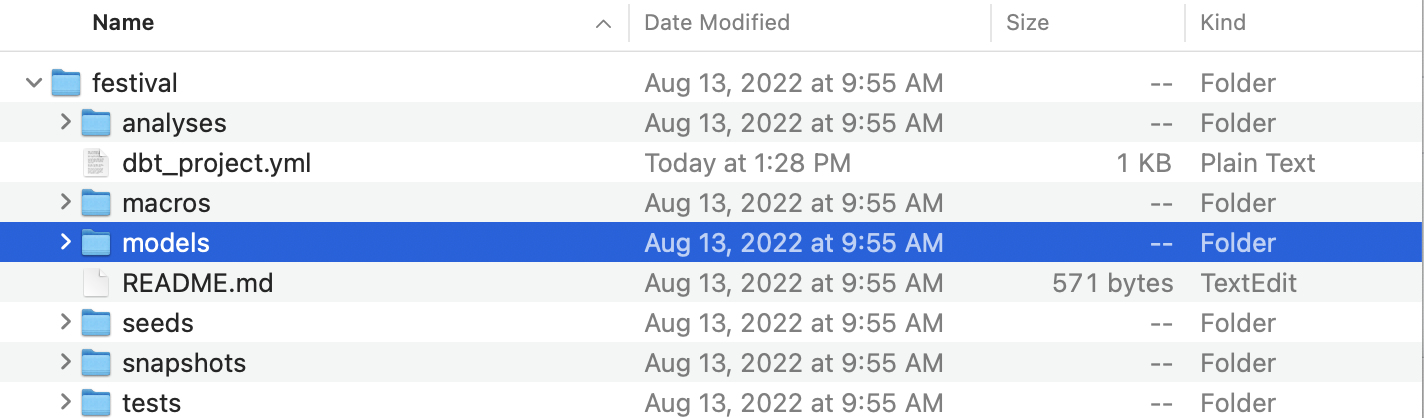 Name Date Modified Size Kind
festival Aug 13, 2022 at 9:55 AM -- Folder
analyses Aug 13, 2022 at 9:55 AM -- Folder
dbt_project.yml Today at 1:28 PM 1 KB Plain Text
macros Aug 13, 2022 at 9:55 AM -- Folder
models Aug 13, 2022 at 9:55 AM -- Folder
README.md Aug 13, 2022 at 9:55 AM 571 bytes TextEdit
seeds Aug 13, 2022 at 9:55 AM -- Folder
snapshots Aug 13, 2022 at 9:55 AM -- Folder
tests Aug 13, 2022 at 9:55 AM -- Folder